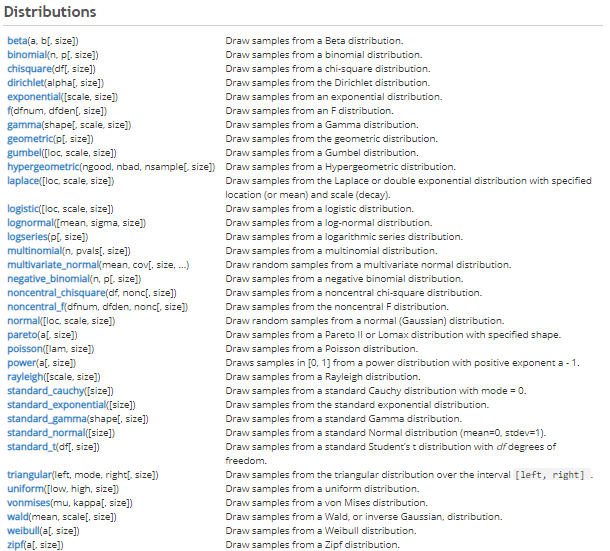 Distributions
beta(a, b[, size]) Draw samples from a Beta distribution.
binomial(n, p[, size]) Draw samples from a binomial distribution.
chisquare(df[, size]) Draw samples from a chi-square distribution.
dirichlet(alpha[, size]) Draw samples from the Dirichlet distribution.
exponential([scale, size]) Draw samples from an exponential distribution.
f(dfnum, dfden[, size]) Draw samples from an F distribution.
gamma(shape[, scale, size]) Draw samples from a Gamma distribution.
geometric(p[, size]) Draw samples from the geometric distribution.
gumbel([loc, scale, size]) Draw samples from a Gumbel distribution.
hypergeometric(ngood, nbad, nsample[, size]) Draw samples from a Hypergeometric distribution.
laplace([loc, scale, size]) Draw samples from the Laplace or double exponential distribution with specified
location (or mean) and scale (decay).
logistic([loc, scale, size]) Draw samples from a logistic distribution.
lognormal([mean, sigma, size]) Draw samples from a log-normal distribution.
logseries(p[, size]) Draw samples from a logarithmic series distribution.
multinomial(n, pvals[, size]) Draw samples from a multinomial distribution.
multivariate_normal(mean, cov[, size, ...) Draw random samples from a multivariate normal distribution.
negative_binomial(n, p[, size]) Draw samples from a negative binomial distribution.
noncentral_chisquare(df, nonc[, size]) Draw samples from a noncentral chi-square distribution.
noncentral_f(dfnum, dfden, nonc[, size]) Draw samples from the noncentral F distribution.
normal([loc, scale, size]) Draw random samples from a normal (Gaussian) distribution.
pareto(a[, size]) Draw samples from a Pareto II or Lomax distribution with specified shape.
poisson([lam, size]) Draw samples from a Poisson distribution.
power(a[, size]) Draws samples in [0, 1] from a power distribution with positive exponent a - 1.
rayleigh([scale, size]) Draw samples from a Rayleigh distribution.
standard_cauchy([size]) Draw samples from a standard Cauchy distribution with mode = 0.
standard_exponential([size]) Draw samples from the standard exponential distribution.
standard_gamma(shape[, size]) Draw samples from a standard Gamma distribution.
standard_normal([size]) Draw samples from a standard Normal distribution (mean=0, stdev=1).
standard_t(df[, size]) Draw samples from a standard Student's t distribution with df degrees of
freedom.
triangular(left, mode, right[, size]) Draw samples from the triangular distribution over the interval [left, right] .
uniform([low, high, size]) Draw samples from a uniform distribution.
vonmises(mu, kappa[, size]) Draw samples from a von Mises distribution.
wald(mean, scale[, size]) Draw samples from a Wald, or inverse Gaussian, distribution.
weibull(a[, size]) Draw samples from a Weibull distribution.
zipf(a[, size]) Draw samples from a Zipf distribution.